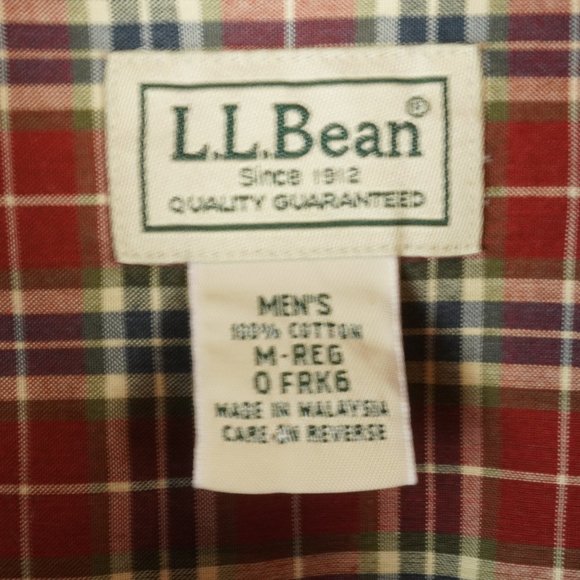 L.L.Bean®
Since 1912
QUALITY GUARANTEED
MEN'S
100% COTTON
M-REG
0 FRK6
MADE IN MALAYSIA
CARE ON REVERSE